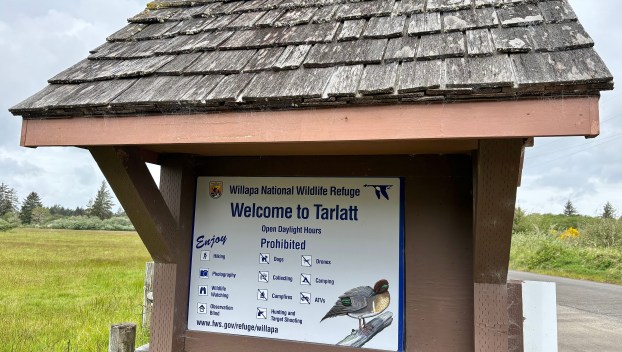 Willapa National Wildlife Refuge
Welcome to Tarlatt
Open Daylight Hours
Enjoy
Prohibited
Hiking
Dogs
Drones
Photography
Collecting
Camping
Wildlife
Watching
Campfires
ATVs
Observation
Blind
Hunting and
Target Shooting
www.fws.gov/refuge/willapa